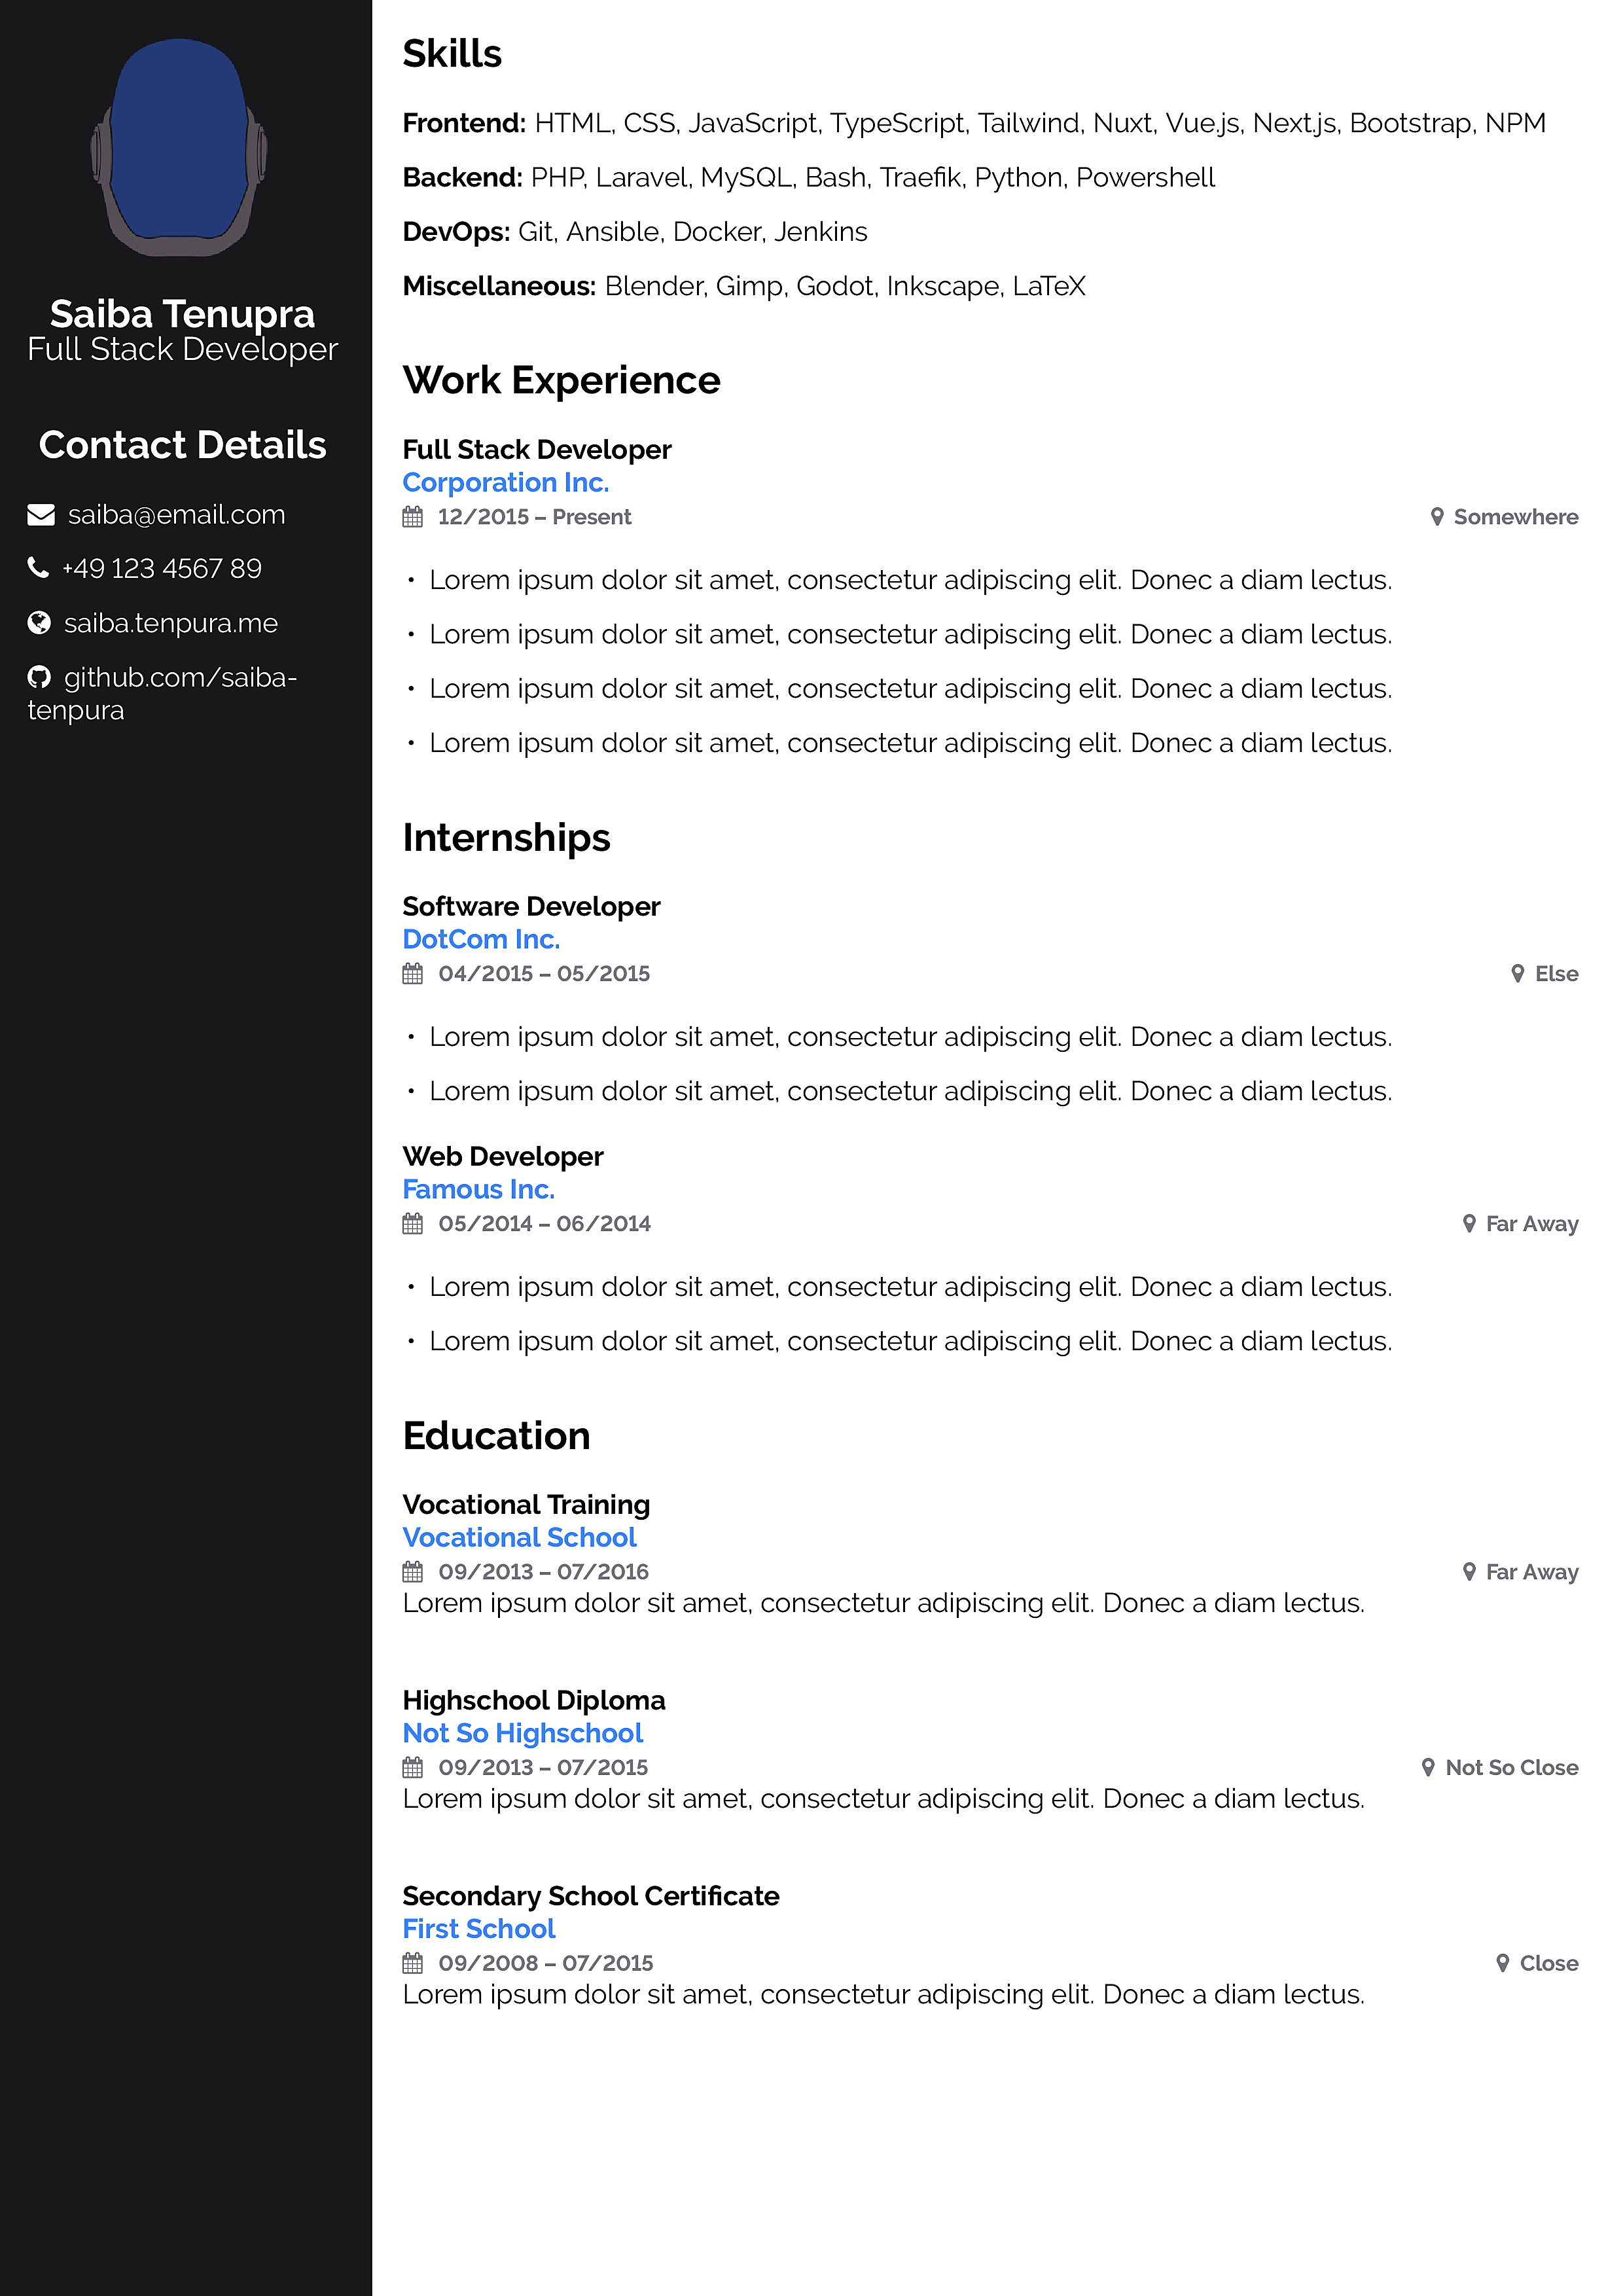 Saiba Tenupra
Full Stack Developer
Contact Details
saiba@email.com
+49 123 4567 89
saiba.tenpura.me
github.com/saiba-
tenpura
Skills
Frontend: HTML, CSS, JavaScript, TypeScript, Tailwind, Nuxt, Vue.js, Next.js, Bootstrap, NPM
Backend: PHP, Laravel, MySQL, Bash, Traefik, Python, Powershell
DevOps: Git, Ansible, Docker, Jenkins
Miscellaneous: Blender, Gimp, Godot, Inkscape, LaTeX
Work Experience
Full Stack Developer
Corporation Inc.
12/2015 – Present Somewhere
• Lorem ipsum dolor sit amet, consectetur adipiscing elit. Donec a diam lectus.
• Lorem ipsum dolor sit amet, consectetur adipiscing elit. Donec a diam lectus.
• Lorem ipsum dolor sit amet, consectetur adipiscing elit. Donec a diam lectus.
• Lorem ipsum dolor sit amet, consectetur adipiscing elit. Donec a diam lectus.
Internships
Software Developer
DotCom Inc.
04/2015 – 05/2015 Else
• Lorem ipsum dolor sit amet, consectetur adipiscing elit. Donec a diam lectus.
• Lorem ipsum dolor sit amet, consectetur adipiscing elit. Donec a diam lectus.
Web Developer
Famous Inc.
05/2014 – 06/2014 Far Away
• Lorem ipsum dolor sit amet, consectetur adipiscing elit. Donec a diam lectus.
• Lorem ipsum dolor sit amet, consectetur adipiscing elit. Donec a diam lectus.
Education
Vocational Training
Vocational School
09/2013 – 07/2016 Far Away
Lorem ipsum dolor sit amet, consectetur adipiscing elit. Donec a diam lectus.
Highschool Diploma
Not So Highschool
09/2013 – 07/2015 Not So Close
Lorem ipsum dolor sit amet, consectetur adipiscing elit. Donec a diam lectus.
Secondary School Certificate
First School
09/2008 – 07/2015 Close
Lorem ipsum dolor sit amet, consectetur adipiscing elit. Donec a diam lectus.